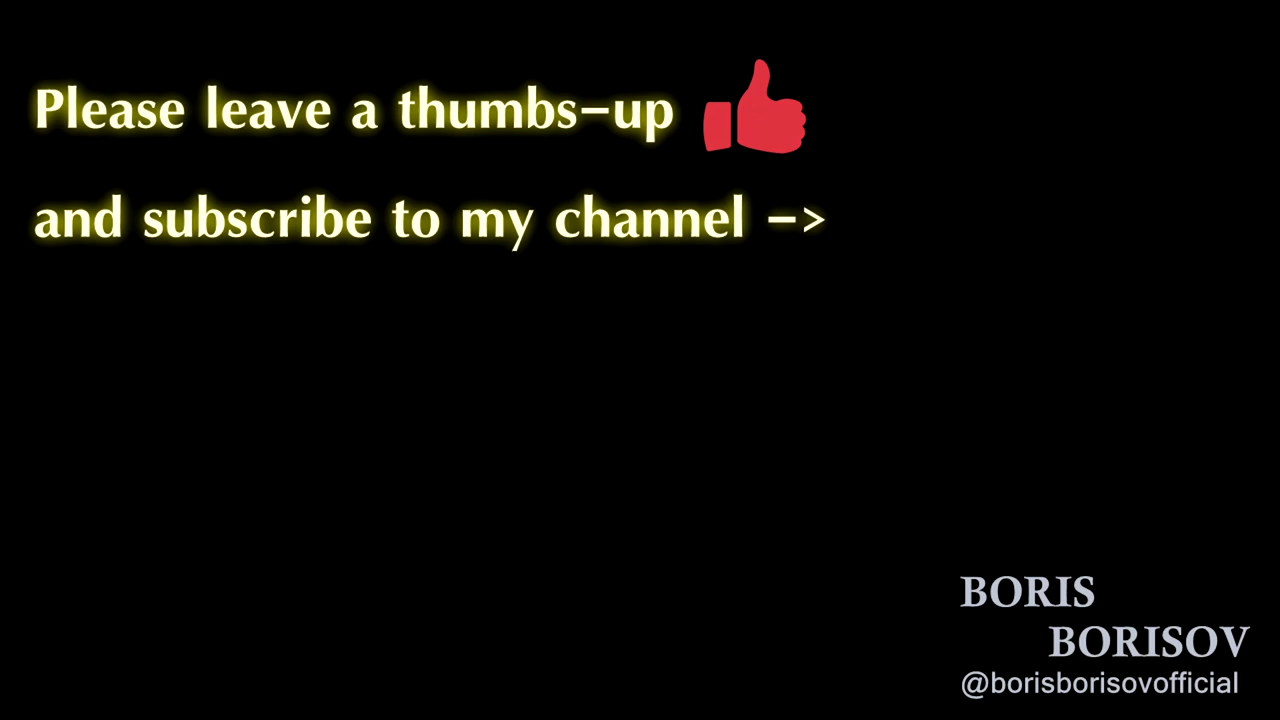 Please leave a thumbs-up
and subscribe to my channel ->
BORIS
BORISOV
@borisborisovofficial